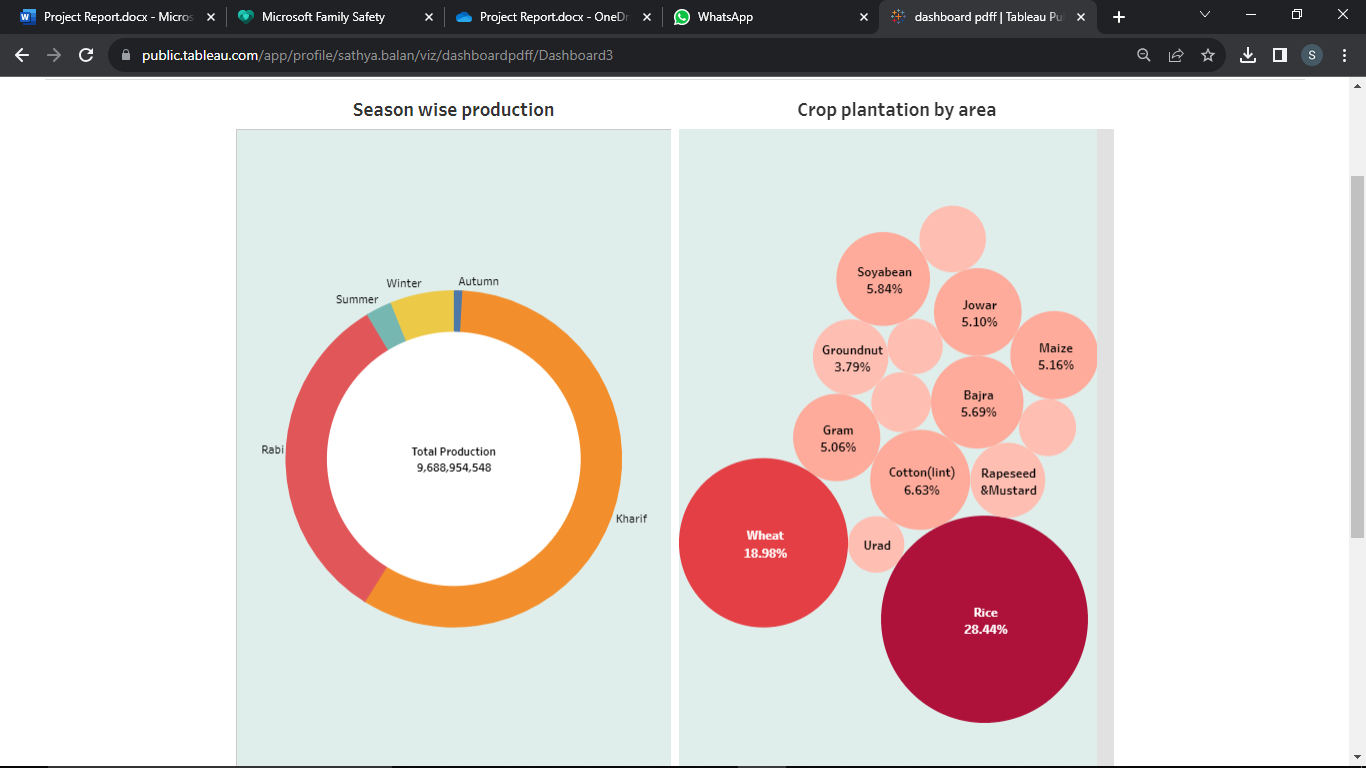 Project Report.docx - Micros
Microsoft Family Safety
Project Report.docx - OneDr
WhatsApp
dashboard pdff | Tableau Pu
public.tableau.com/app/profile/sathya.balan/viz/dashboardpdff/Dashboard3
S
Season wise production
Crop plantation by area
Winter
Autumn
Summer
Rabi
Total Production
9,688,954,548
Kharif
Soyabean
5.84%
Jowar
5.10%
Groundnut
3.79%
Maize
5.16%
Bajra
5.69%
Gram
5.06%
Cotton(lint)
6.63%
Rapeseed
&Mustard
Wheat
18.98%
Urad
Rice
28.44%